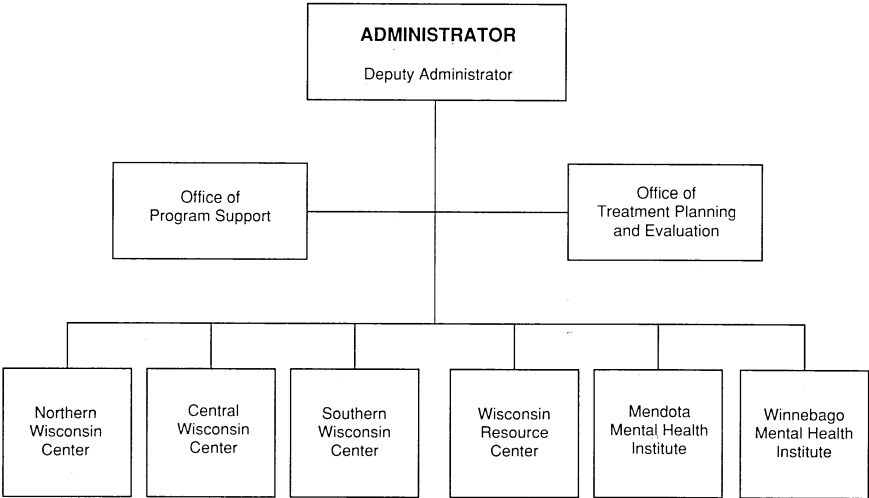 ADMINISTRATOR
Deputy Administrator
Office of
Program Support
Office of
Treatment Planning
and Evaluation
Northern
Wisconsin
Center
Central
Wisconsin
Center
Southern
Wisconsin
Center
Wisconsin
Resource
Center
Mendota
Mental Health
Institute
Winnebago
Mental Health
Institute